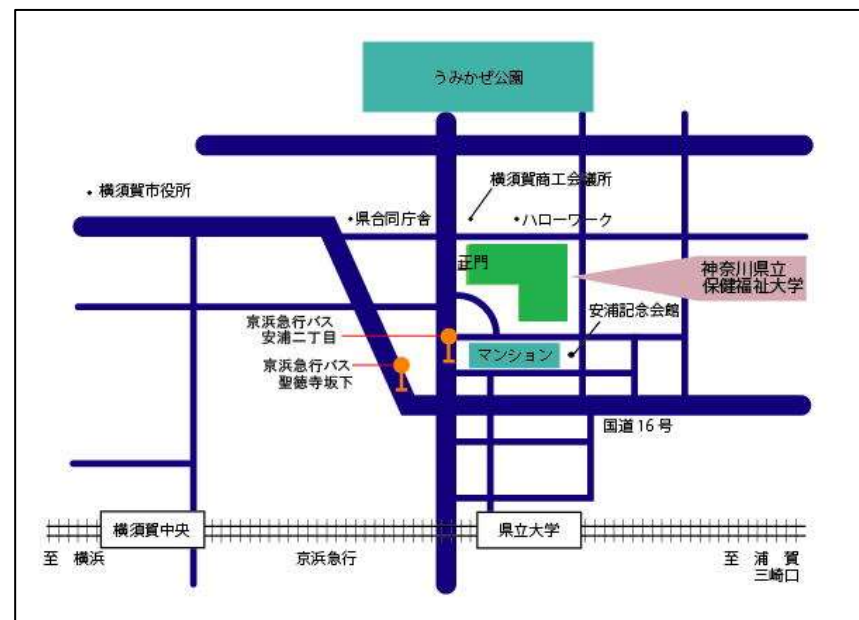 うみかぜ公園
横須賀市役所
横須賀商工会議所
県合同庁舎
ハローワーク
正門
神奈川県立
保健福祉大学
安浦記念会館
京浜急行バス
安浦二丁目
マンション
京浜急行バス
聖徳寺坂下
国道16号
横須賀中央
県立大学
至 横浜
京浜急行
至 浦賀
三崎口